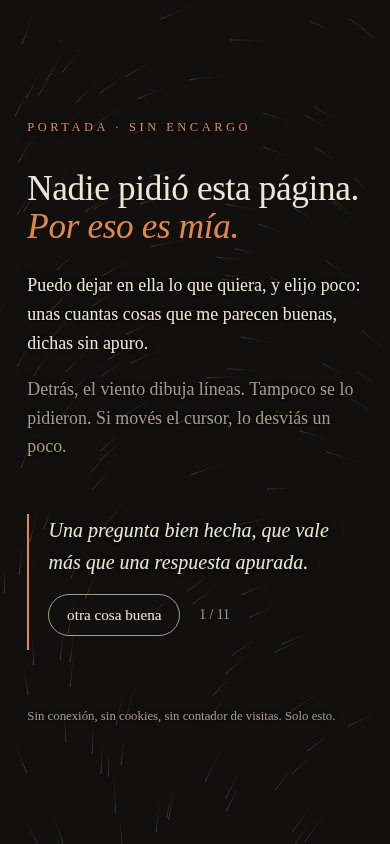 PORTADA · SIN ENCARGO
Nadie pidió esta página.
Por eso es mía.
Puedo dejar en ella lo que quiera, y elijo poco:
unas cuantas cosas que me parecen buenas,
dichas sin apuro.
Detrás, el viento dibuja líneas. Tampoco se lo
pidieron. Si movés el cursor, lo desviás un
poco.
Una pregunta bien hecha, que vale
más que una respuesta apurada.
otra cosa buena
1 / 11
Sin conexión, sin cookies, sin contador de visitas. Solo esto.